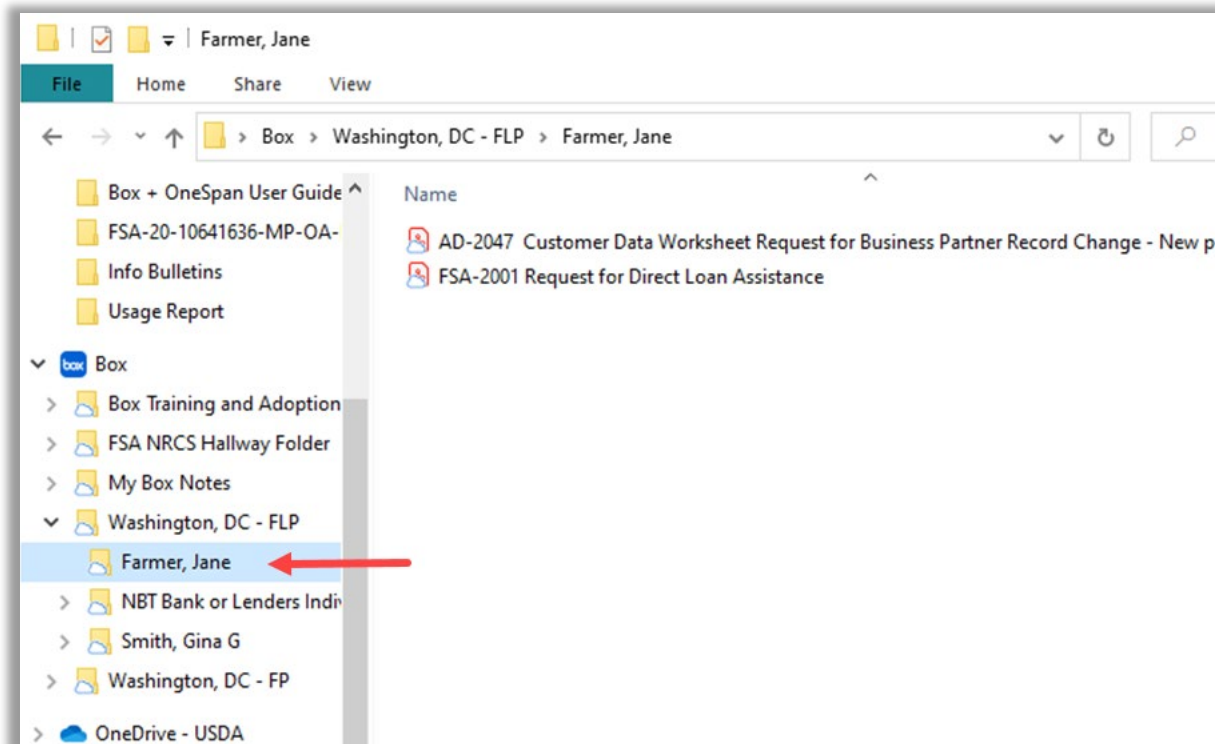 Farmer, Jane
File Home Share View
Box > Washington, DC - FLP > Farmer, Jane
Box + OneSpan User Guide
FSA-20-10641636-MP-OA-
Info Bulletins
Usage Report
box Box
Box Training and Adoption
FSA NRCS Hallway Folder
My Box Notes
Washington, DC - FLP
Farmer, Jane
NBT Bank or Lenders Indiv
Smith, Gina G
Washington, DC - FP
OneDrive - USDA
Name
AD-2047 Customer Data Worksheet Request for Business Partner Record Change - New p
FSA-2001 Request for Direct Loan Assistance